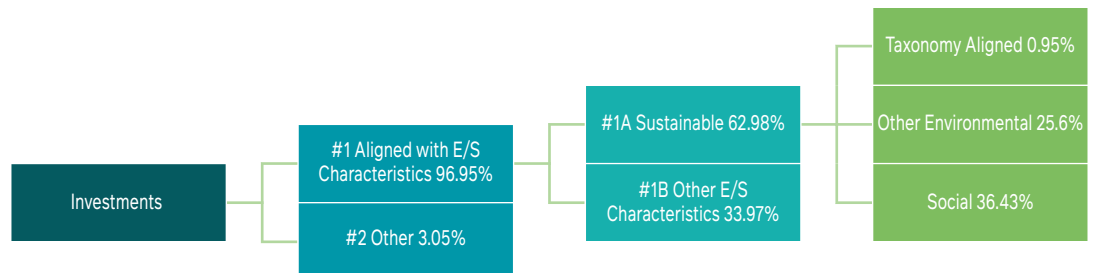 Investments
#1 Aligned with E/S
Characteristics 96.95%
#2 Other 3.05%
#1A Sustainable 62.98%
#1B Other E/S
Characteristics 33.97%
Taxonomy Aligned 0.95%
Other Environmental 25.6%
Social 36.43%